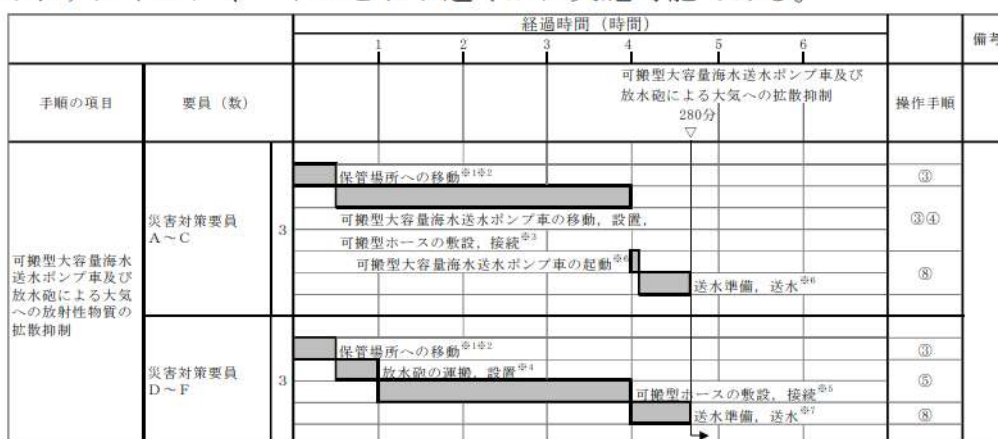 経過時間(時間)
備考
1 2 3 4 5 6
手順の項目
要員(数)
可搬型大容量海水送水ポンプ車及び
放水砲による大気への拡散抑制
280分
▽
操作手順
可搬型大容量海水
送水ポンプ車及び
放水砲による大気
への放射性物質の
拡散抑制
災害対策要員
A～C
3
保管場所への移動※1※2
③
可搬型大容量海水送水ポンプ車の移動，設置，
可搬型ホースの敷設，接続※3
③④
可搬型大容量海水送水ポンプ車の起動※6
送水準備，送水※6
⑧
災害対策要員
D～F
3
保管場所への移動※1※2
③
放水砲の運搬，設置※4
⑤
可搬型ホースの敷設，接続※5
送水準備，送水※7
⑧